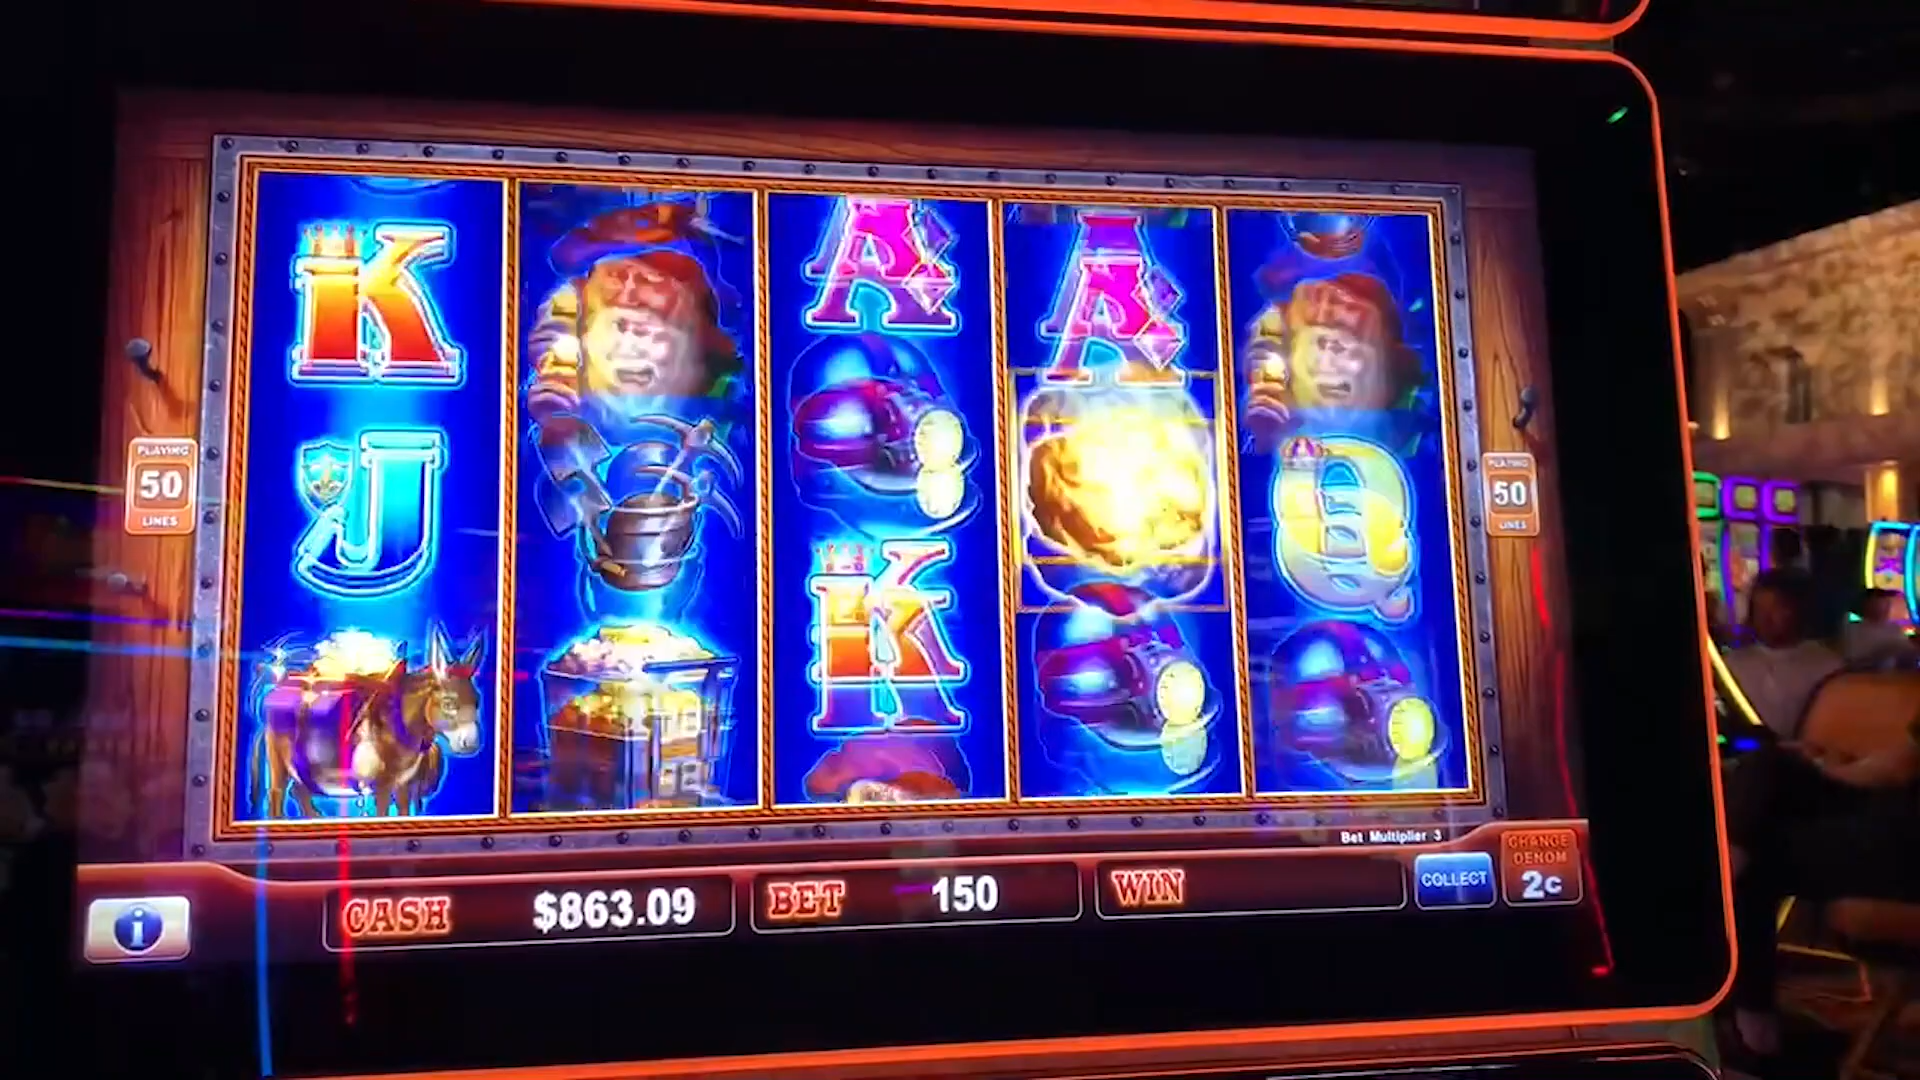 K
A
A
J
Q
K
PLAYING
50
LINES
PLAYING
50
LINES
Bet Multiplier 3
CASH $863.09
BET 150
WIN
COLLECT
CHANGE
DENOM
2¢
i